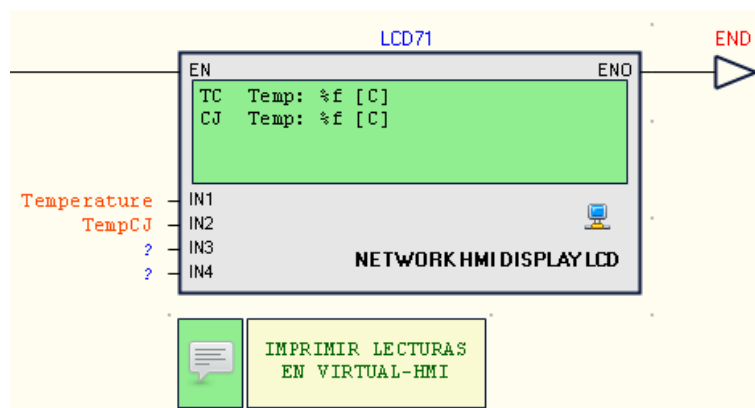 LCD71
END
EN
ENO
TC Temp: %f [C]
CJ Temp: %f [C]
Temperature
IN1
TempCJ
IN2
?
IN3
?
IN4
NETWORK HMI DISPLAY LCD
IMPRIMIR LECTURAS
EN VIRTUAL-HMI